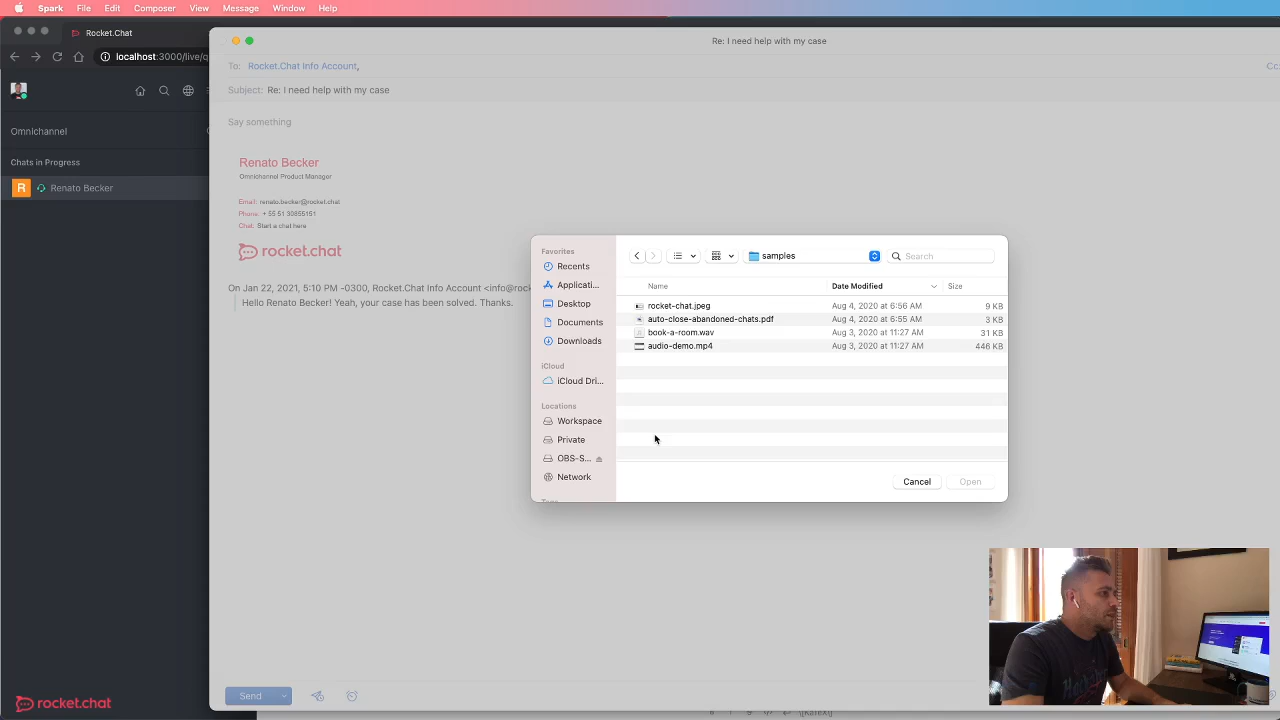 Spark File Edit Composer View Message Window Help
Rocket.Chat
Re: I need help with my case
localhost:3000/live/q
To: Rocket.Chat Info Account,
Subject: Re: I need help with my case
Say something
Omnichannel
Chats in Progress
R Renato Becker
Renato Becker
Omnichannel Product Manager
Email: renato.becker@rocket.chat
Phone: + 55 51 39855151
Chat: Start a chat here
rocket.chat
On Jan 22, 2021, 5:10 PM -0300, Rocket.Chat Info Account <info@rock
Hello Renato Becker! Yeah, your case has been solved. Thanks.
Favorites
Recents
Applicati...
Desktop
Documents
Downloads
iCloud
iCloud Dri...
Locations
Workspace
Private
OBS-S...
Network
samples
Search
Name Date Modified Size
rocket-chat.jpeg Aug 4, 2020 at 6:56 AM 9 KB
auto-close-abandoned-chats.pdf Aug 4, 2020 at 6:55 AM 3 KB
book-a-room.wav Aug 3, 2020 at 11:27 AM 31 KB
audio-demo.mp4 Aug 3, 2020 at 11:27 AM 446 KB
Cancel Open
Send
rocket.chat